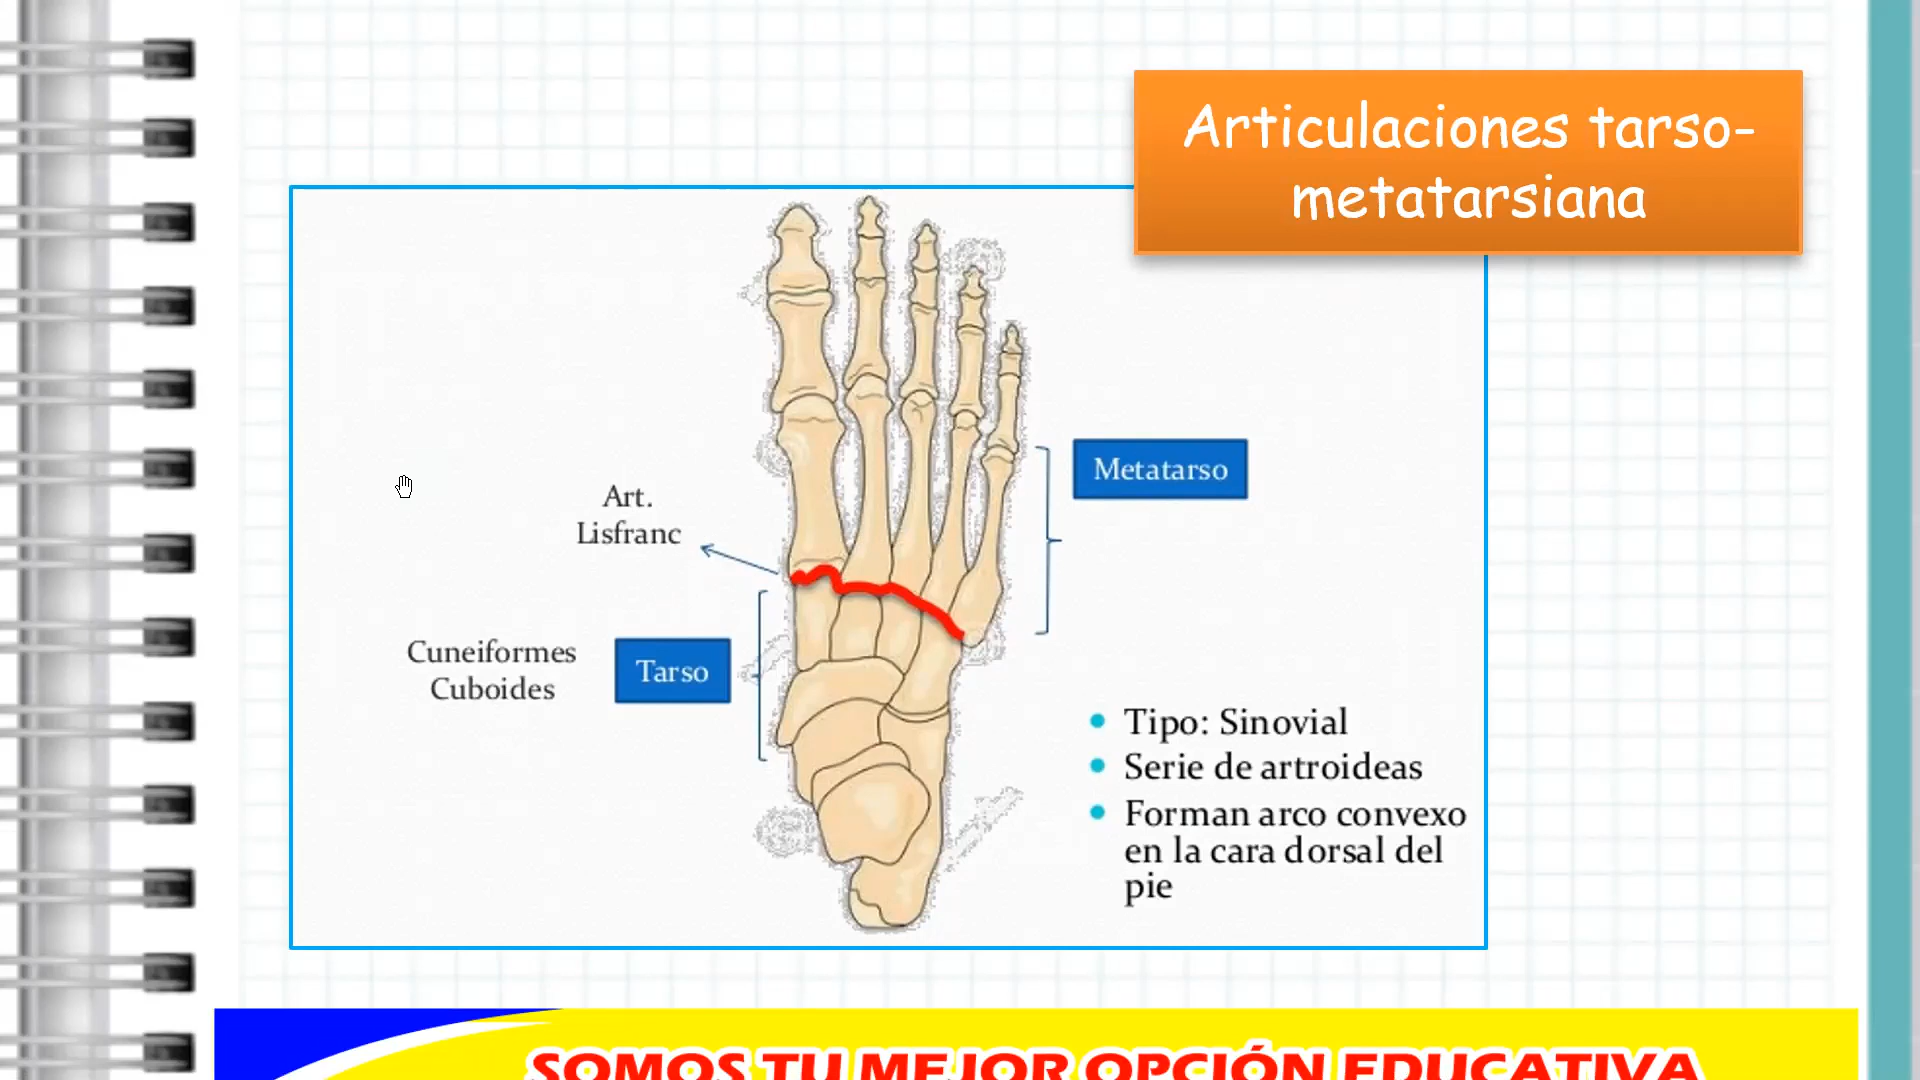 Articulaciones tarso-
metatarsiana
Art.
Lisfranc
Metatarso
Cuneiformes
Cuboides
Tarso
Tipo: Sinovial
Serie de artroideas
Forman arco convexo
en la cara dorsal del
pie
SOMOS TU MEJOR OPCIÓN EDUCATIVA